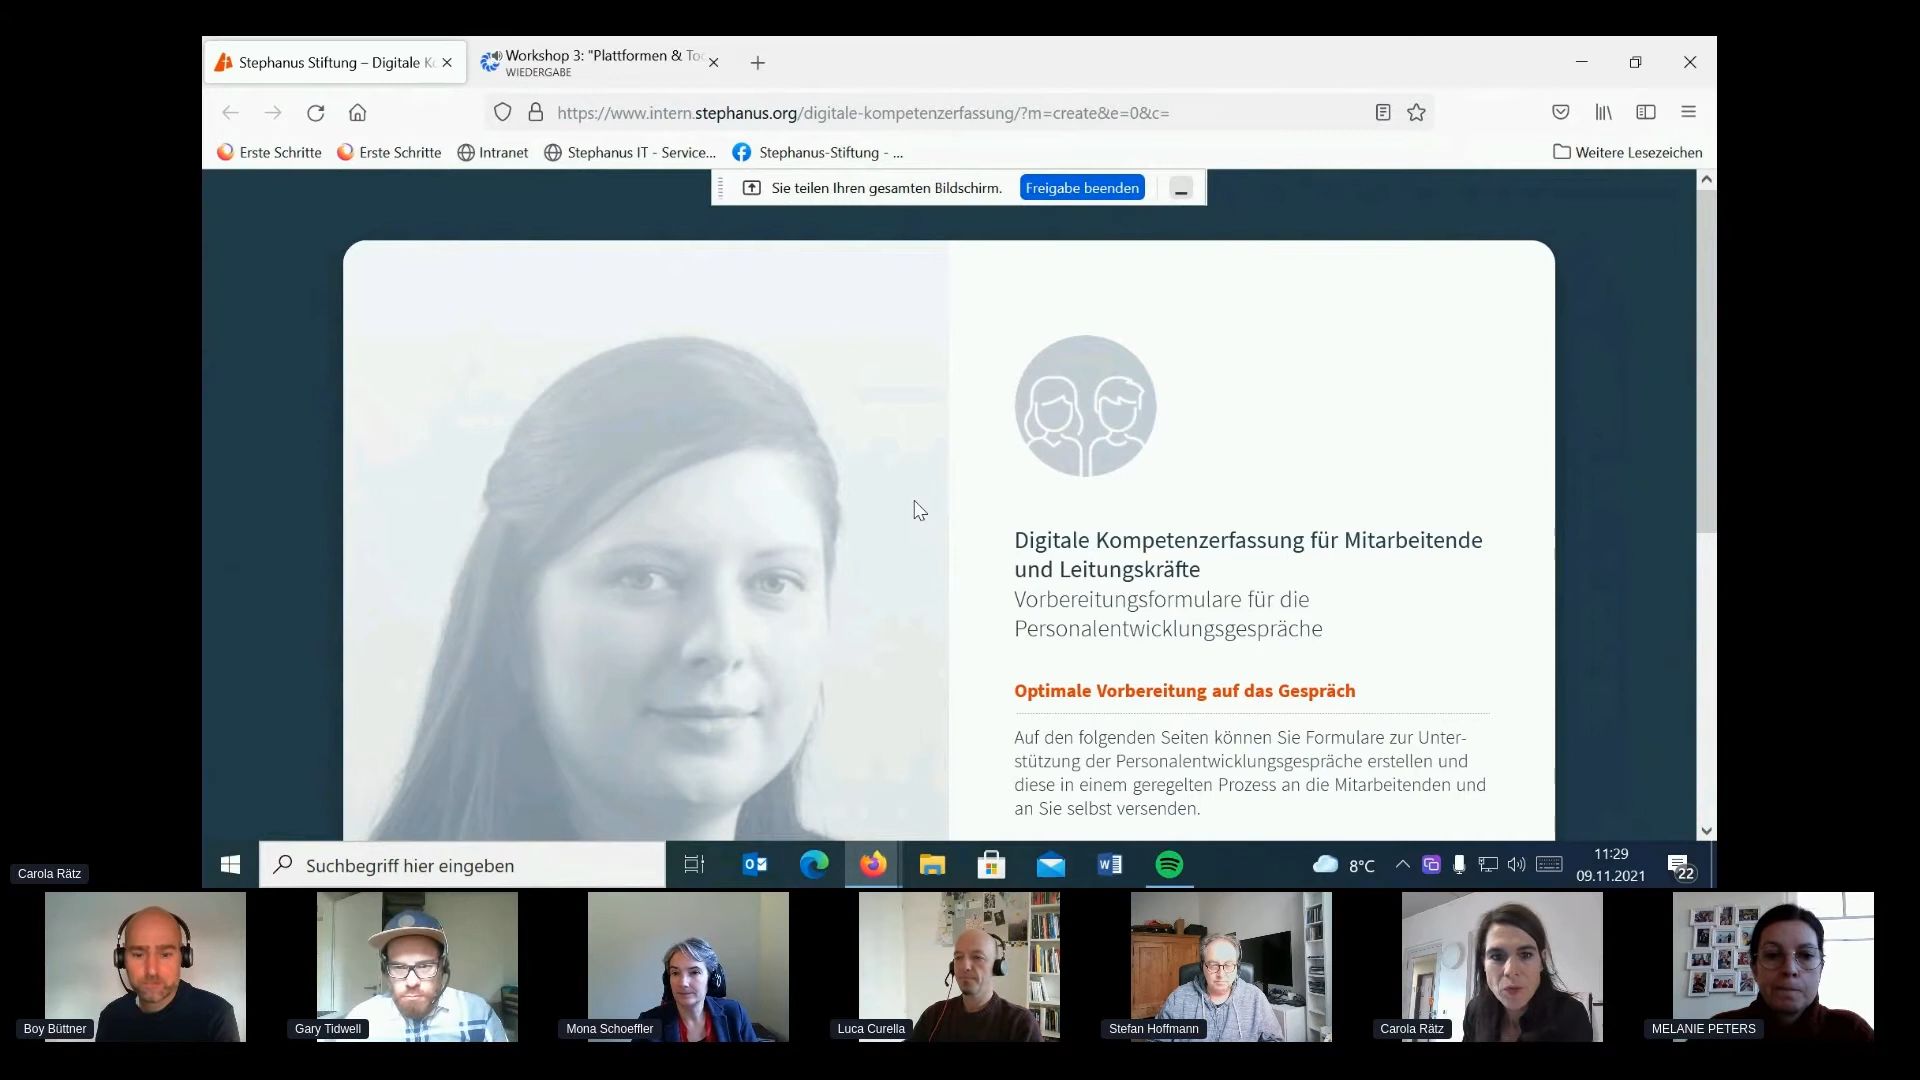 Stephanus Stiftung – Digitale K
Workshop 3: "Plattformen & To
WIEDERGABE
https://www.intern.stephanus.org/digitale-kompetenzerfassung/?m=create&e=0&c=
Erste Schritte
Erste Schritte
Intranet
Stephanus IT - Service...
Stephanus-Stiftung - ...
Weitere Lesezeichen
Sie teilen Ihren gesamten Bildschirm.
Freigabe beenden
Digitale Kompetenzerfassung für Mitarbeitende
und Leitungskräfte
Vorbereitungsformulare für die
Personalentwicklungsgespräche
Optimale Vorbereitung auf das Gespräch
Auf den folgenden Seiten können Sie Formulare zur Unter-
stützung der Personalentwicklungsgespräche erstellen und
diese in einem geregelten Prozess an die Mitarbeitenden und
an Sie selbst versenden.
Suchbegriff hier eingeben
8°C
11:29
09.11.2021
22
Carola Rätz
Boy Büttner
Gary Tidwell
Mona Schoeffler
Luca Curella
Stefan Hoffmann
Carola Rätz
MELANIE PETERS